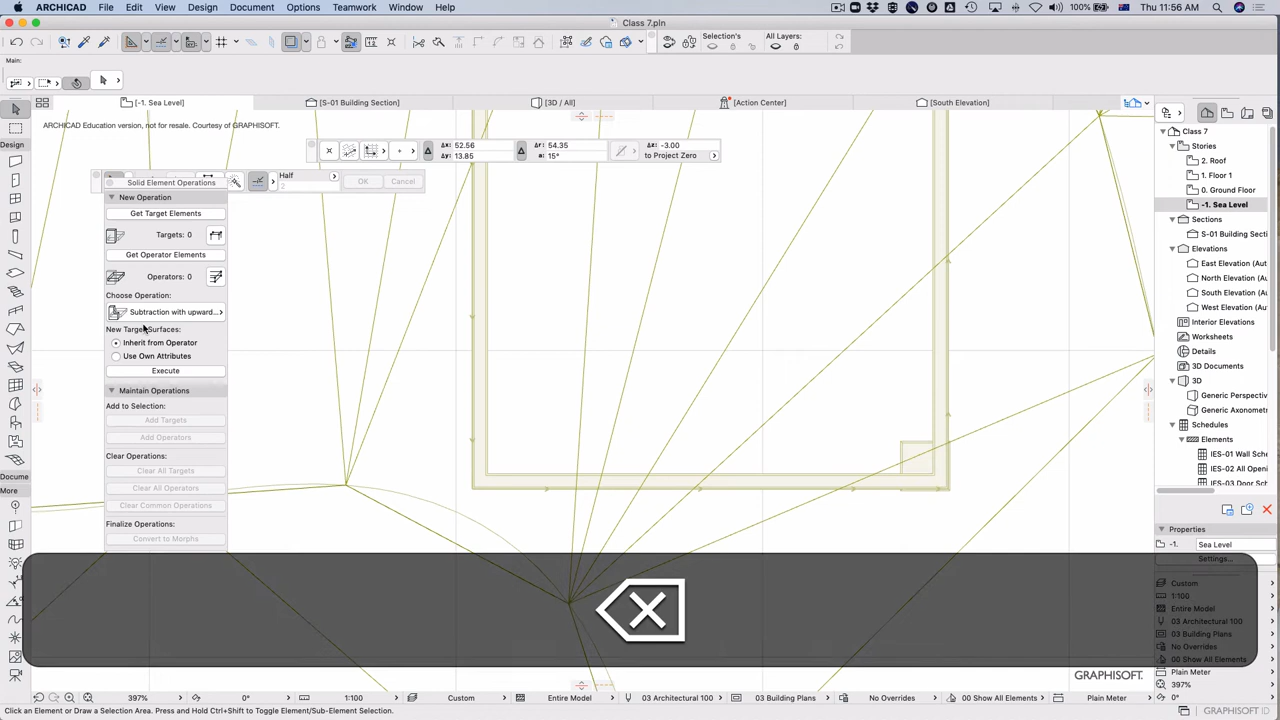 ARCHICAD File Edit View Design Document Options Teamwork Window Help
Thu 11:56 AM
Class 7.pln
Selection's
All Layers:
Main:
[-1. Sea Level]
[S-01 Building Section]
[3D / All]
[Action Center]
[South Elevation]
ARCHICAD Education version, not for resale. Courtesy of GRAPHISOFT.
Δx: 52.56
Δy: 13.85
Δr: 54.35
a: 15°
-3.00
to Project Zero
Half
2
OK
Cancel
Solid Element Operations
New Operation
Get Target Elements
Targets: 0
Get Operator Elements
Operators: 0
Choose Operation:
Subtraction with upward...
New Target Surfaces:
Inherit from Operator
Use Own Attributes
Execute
Maintain Operations
Add to Selection:
Add Targets
Add Operators
Clear Operations:
Clear All Targets
Clear All Operators
Clear Common Operations
Finalize Operations:
Convert to Morphs
Design
Docume
More
Class 7
Stories
2. Roof
1. Floor 1
0. Ground Floor
-1. Sea Level
Sections
S-01 Building Secti
Elevations
East Elevation (Aut
North Elevation (Au
South Elevation (Au
West Elevation (Au
Interior Elevations
Worksheets
Details
3D Documents
3D
Generic Perspectiv
Generic Axonometr
Schedules
Elements
IES-01 Wall Sche
IES-02 All Openi
IES-03 Door Sch
Properties
-1. Sea Level
Settings...
Custom
1:100
Entire Model
03 Architectural 100
03 Building Plans
No Overrides
00 Show All Elements
Plain Meter
397%
0°
GRAPHISOFT.
397% 0° 1:100 Custom Entire Model 03 Architectural 100 03 Building Plans No Overrides 00 Show All Elements Plain Meter
Click an Element or Draw a Selection Area. Press and Hold Ctrl+Shift to Toggle Element/Sub-Element Selection.
GRAPHISOFT ID